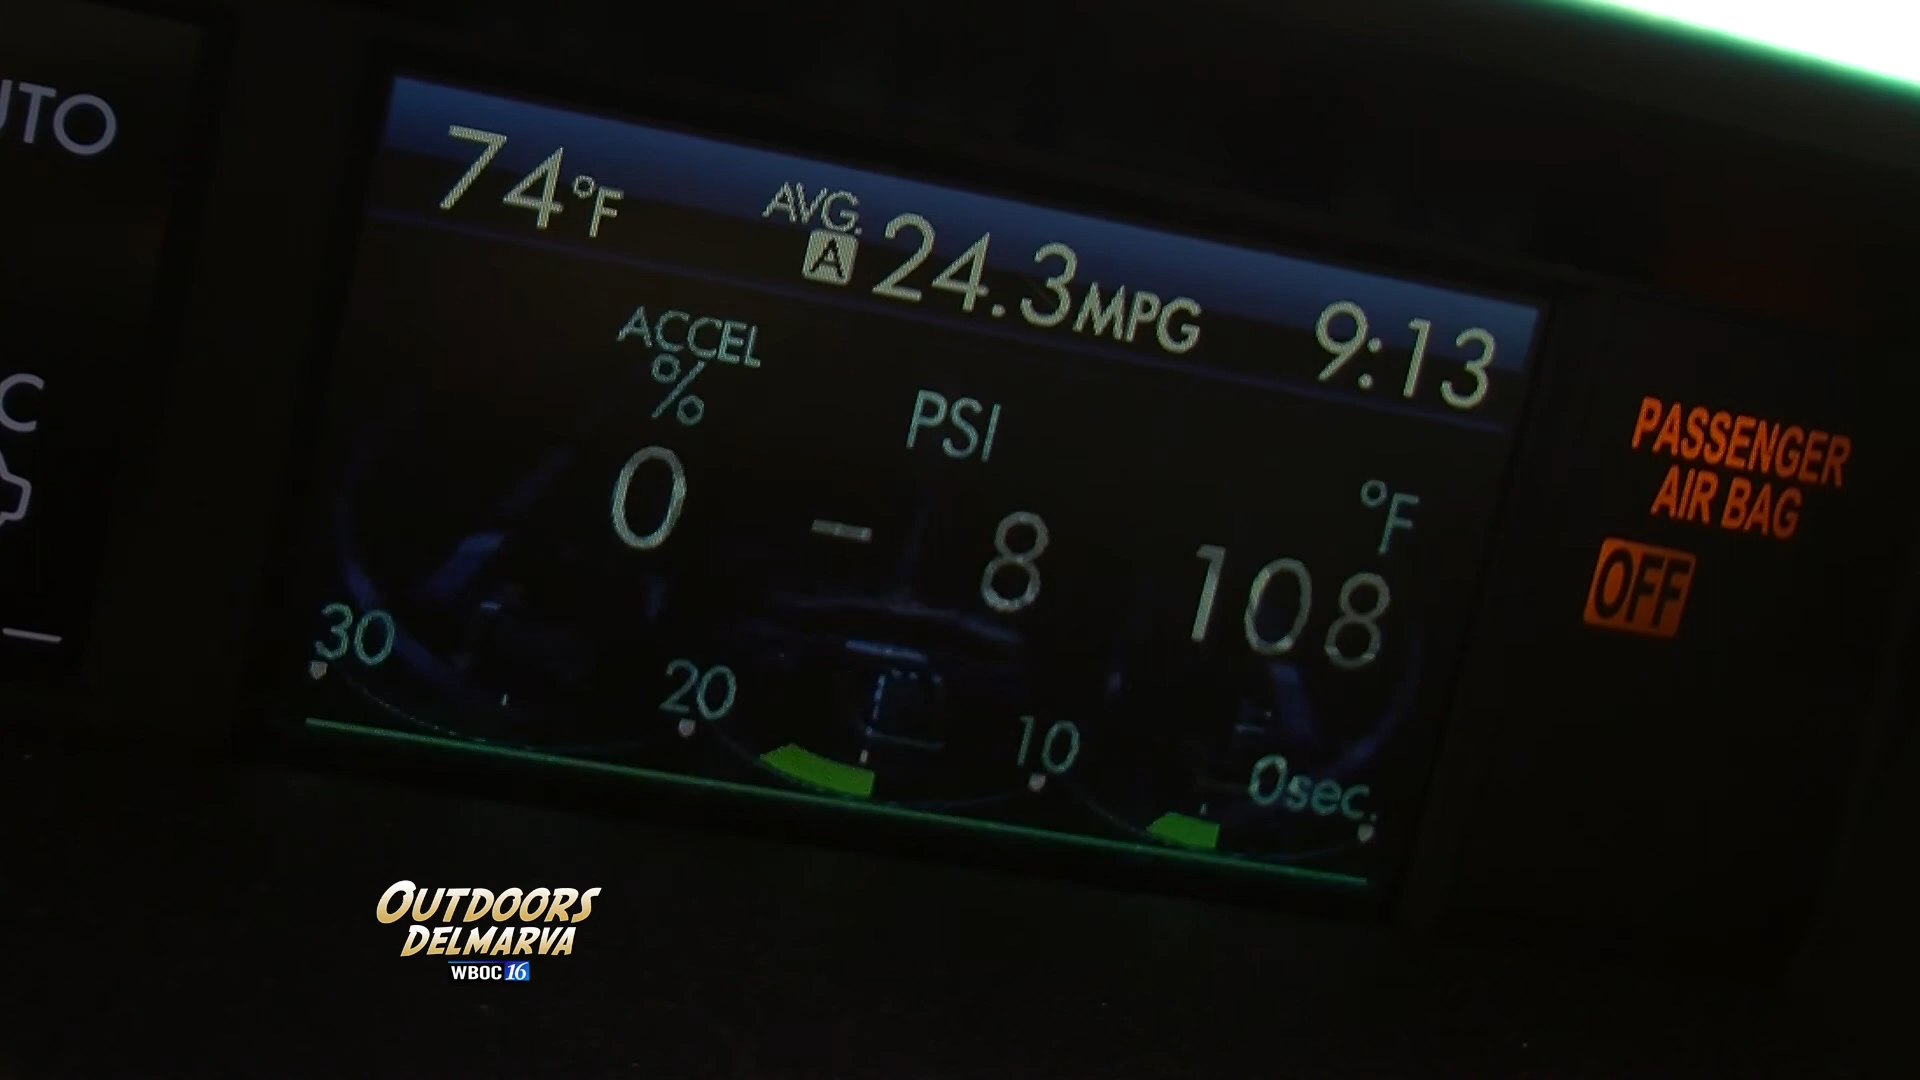 74°F AVG. A 24.3MPG 9:13
ACCEL
%
PSI
°F
0 - 8 108
30 20 10 0sec.
PASSENGER
AIR BAG
OFF
OUTDOORS
DELMARVA
WBOC 16